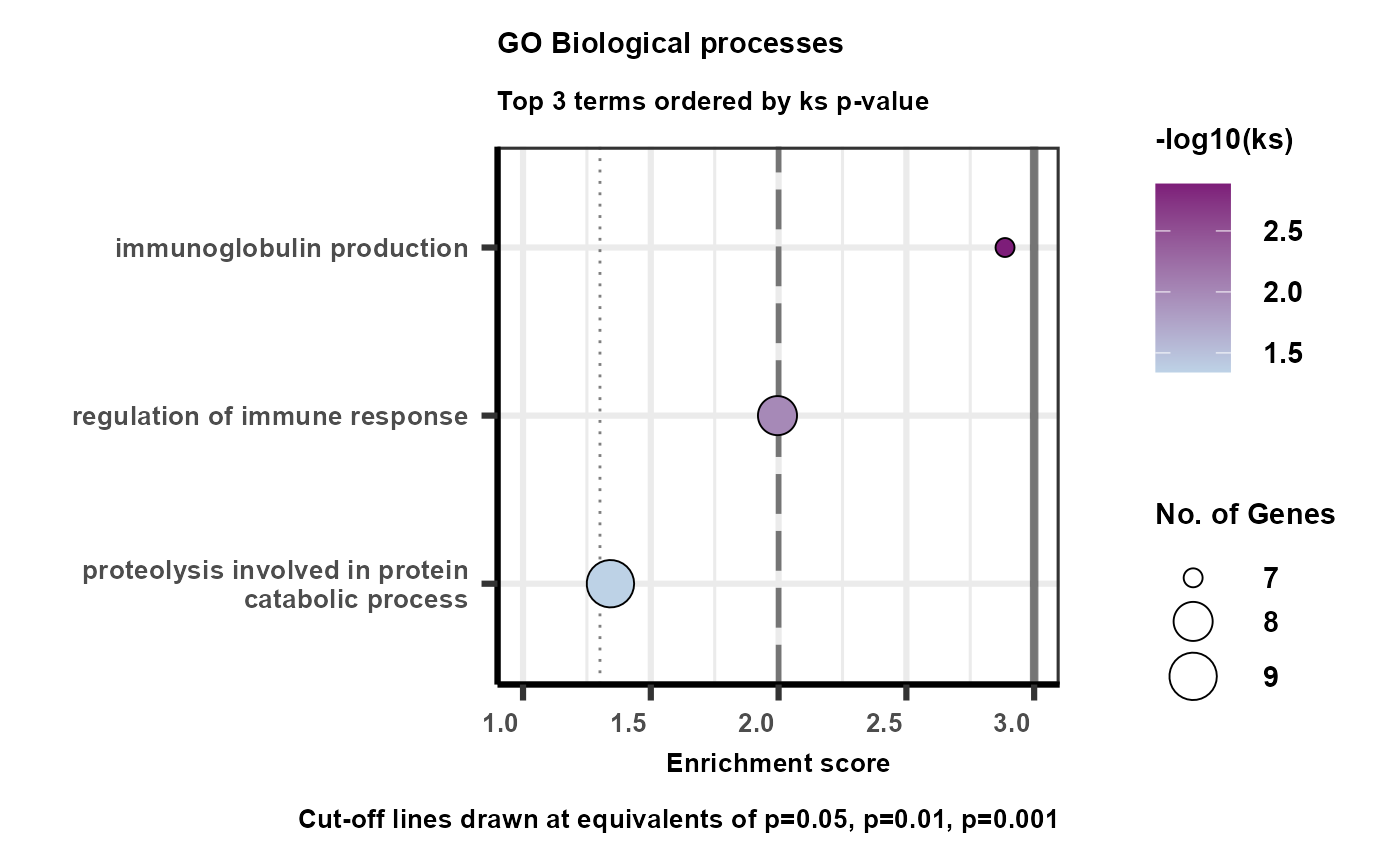 GO Biological processes
Top 3 terms ordered by ks p-value
immunoglobulin production
regulation of immune response
proteolysis involved in protein
catabolic process
1.0 1.5 2.0 2.5 3.0
Enrichment score
Cut-off lines drawn at equivalents of p=0.05, p=0.01, p=0.001
-log10(ks)
2.5
2.0
1.5
No. of Genes
7
8
9